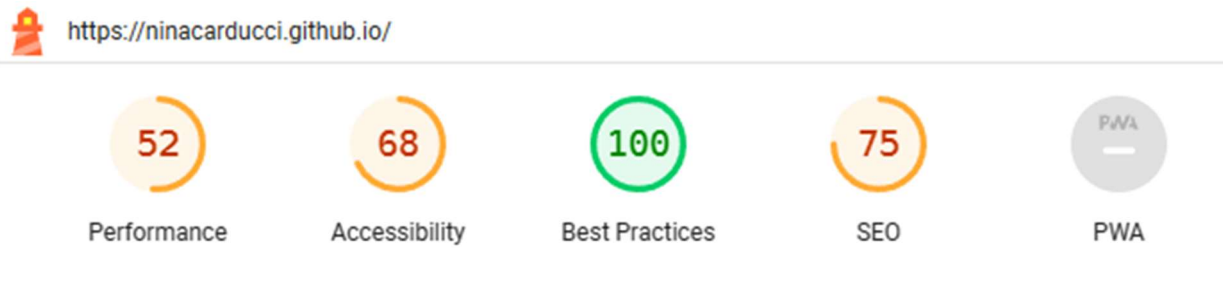 https://ninacarducci.github.io/
52 68 100 75 PWA
Performance Accessibility Best Practices SEO PWA